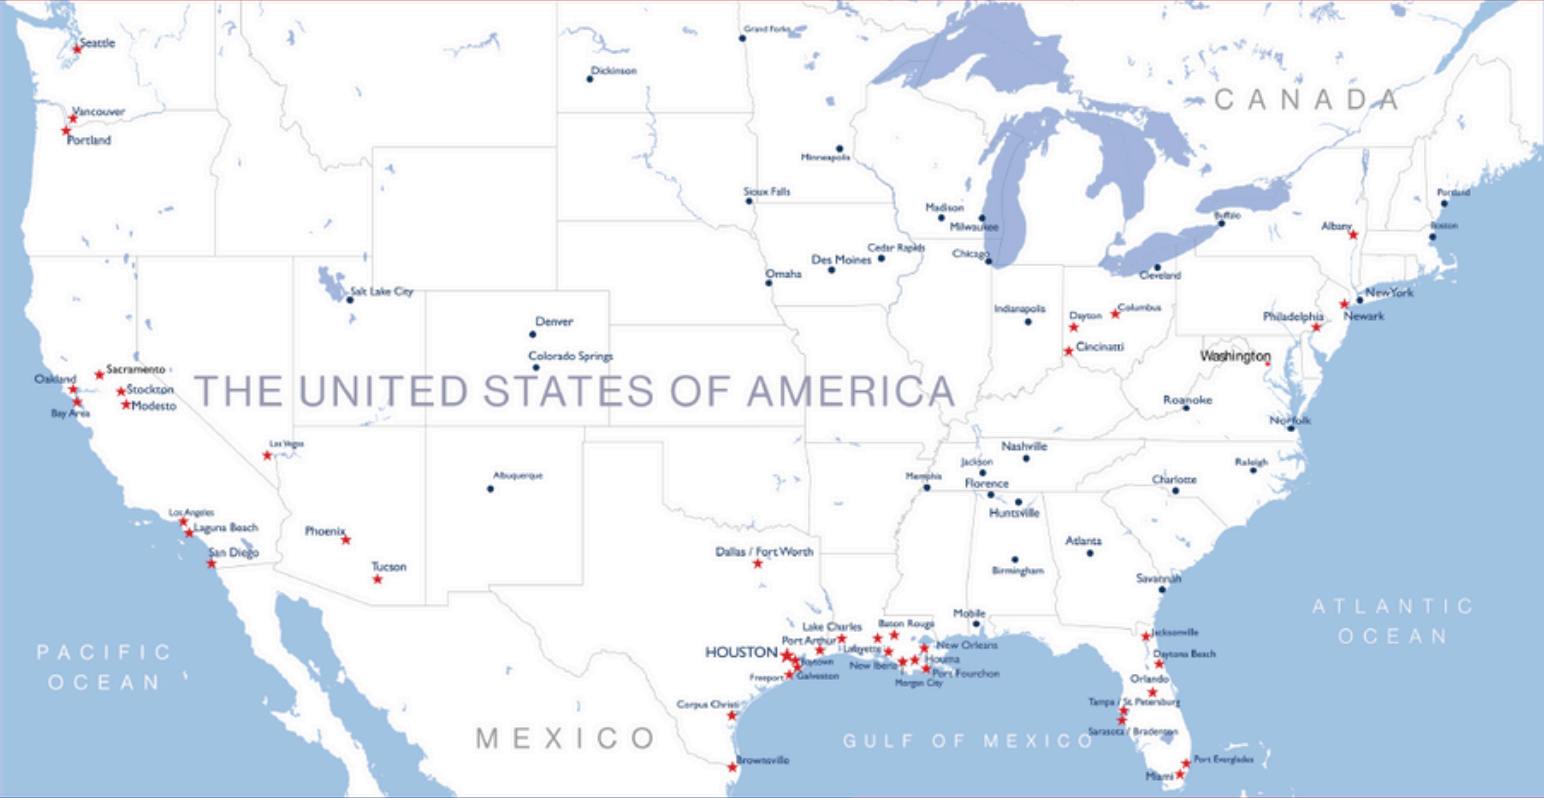 Seattle
Vancouver
Portland
Dickinson
Grand Forks
Minneapolis
Sioux Falls
Madison
Milwaukee
Chicago
Cedar Rapids
Des Moines
Omaha
CANADA
Buffalo
Cleveland
Albany
Portland
Boston
New York
Newark
Philadelphia
Washington
Salt Lake City
Denver
Colorado Springs
Indianapolis
Dayton
Columbus
Cincinatti
Roanoke
Norfolk
Sacramento
Oakland
Stockton
Modesto
Bay Area
THE UNITED STATES OF AMERICA
Las Vegas
Albuquerque
Nashville
Jackson
Memphis
Florence
Huntsville
Raleigh
Charlotte
Los Angeles
Laguna Beach
San Diego
Phoenix
Tucson
Dallas / Fort Worth
Atlanta
Birmingham
Savannah
Mobile
Lake Charles
Baton Rouge
Port Arthur
Lafayette
New Orleans
HOUSTON
Baytown
New Iberia
Houma
Freeport
Galveston
Port Fourchon
Morgan City
Corpus Christi
Brownsville
Jacksonville
Daytona Beach
Orlando
Tampa / St. Petersburg
Sarasota / Bradenton
Port Everglades
Miami
PACIFIC
OCEAN
MEXICO
GULF OF MEXICO
ATLANTIC
OCEAN